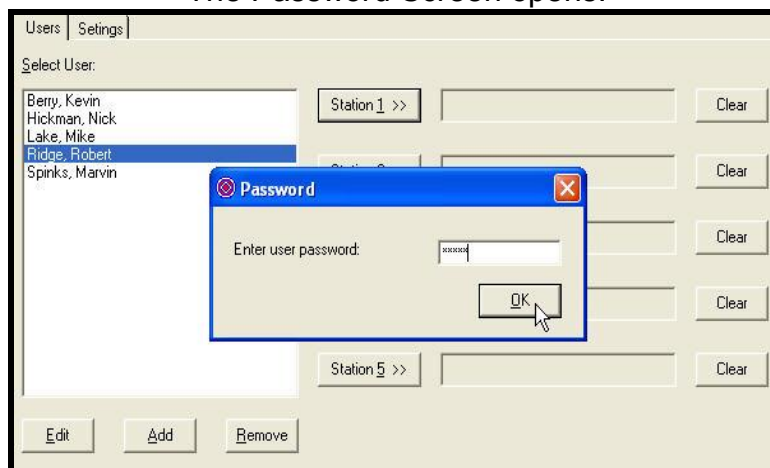 The Password Screen opens.
Users Setings
Select User:
Berry, Kevin
Hickman, Nick
Lake, Mike
Ridge, Robert
Spinks, Marvin
Station 1 >> Clear
Clear
Password
Enter user password: xxxxx
OK
Clear
Clear
Station 5 >> Clear
Edit Add Remove